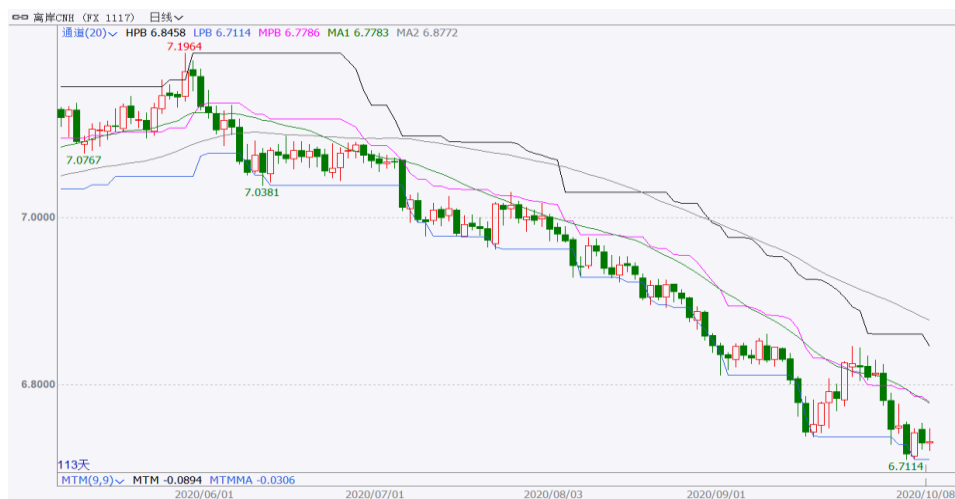 离岸CNH (FX 1117) 日线
通道(20) HPB 6.8458 LPB 6.7114 MPB 6.7786 MA1 6.7783 MA2 6.8772
7.1964
7.0767
7.0381
7.0000
6.8000
6.7114
113天
MTM(9,9) MTM -0.0894 MTMMA -0.0306
2020/06/01 2020/07/01 2020/08/03 2020/09/01 2020/10/08